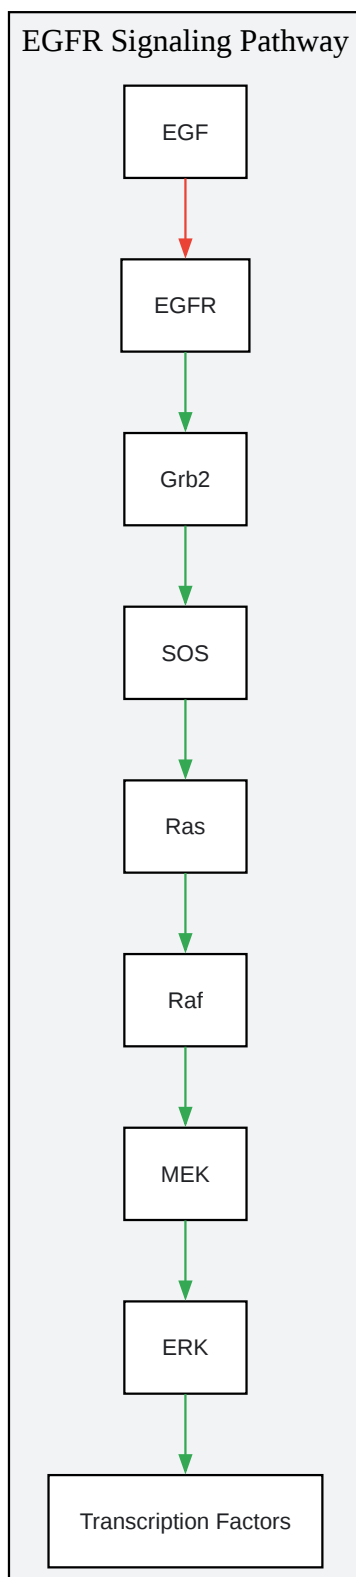 EGFR Signaling Pathway
EGF
EGFR
Grb2
SOS
Ras
Raf
MEK
ERK
Transcription Factors